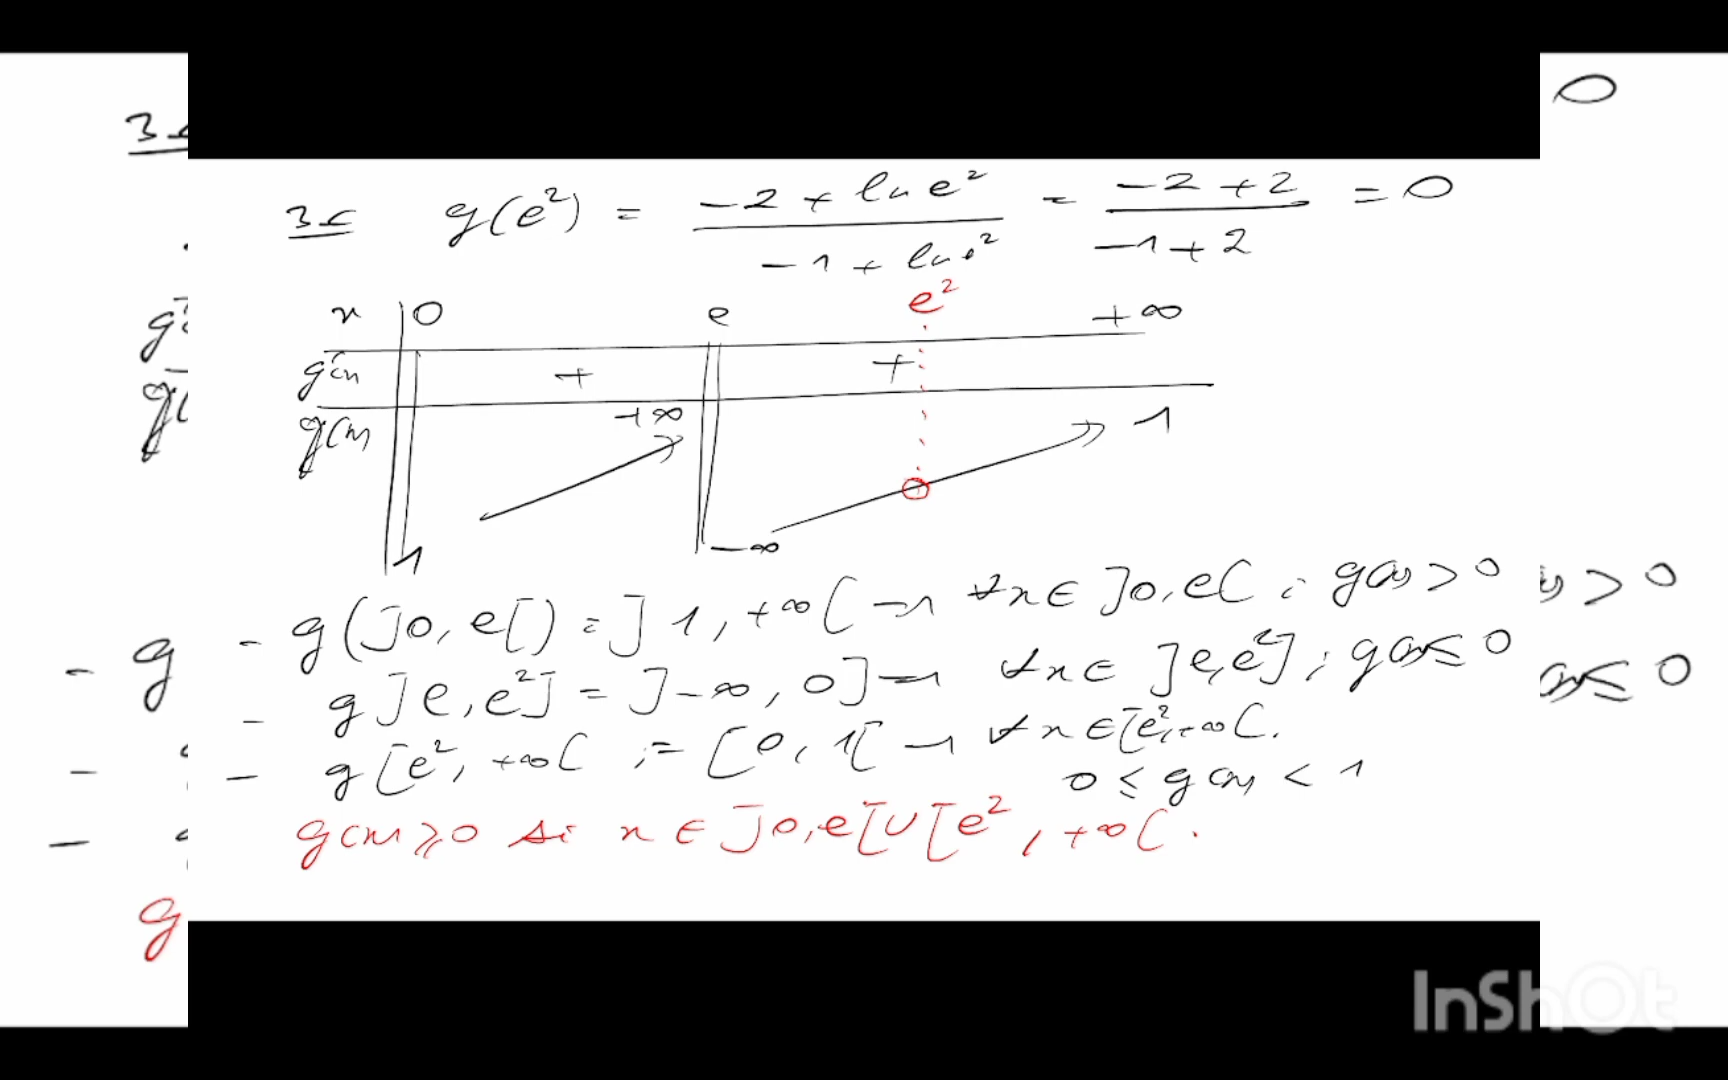 3c g(e²) = (-2 + ln e²)/(-1 + ln e²) = (-2+2)/(-1+2) = 0
x 0 e e² +∞
g'(x) + +
g(x) 1 +∞ -∞ 0 1
- g(]0,e[) = ]1,+∞[ → ∀x∈ ]0,e[ ; g(x) > 0
- g]e,e²] = ]-∞, 0] → ∀x∈ ]e,e²] ; g(x) ≤ 0
- g[e², +∞[ ; = [0, 1[ → ∀x∈[e²,+∞[.
0 ≤ g(x) < 1
g(x) ≥ 0 si x ∈ ]0,e[ ∪ [e², +∞[.
InShot